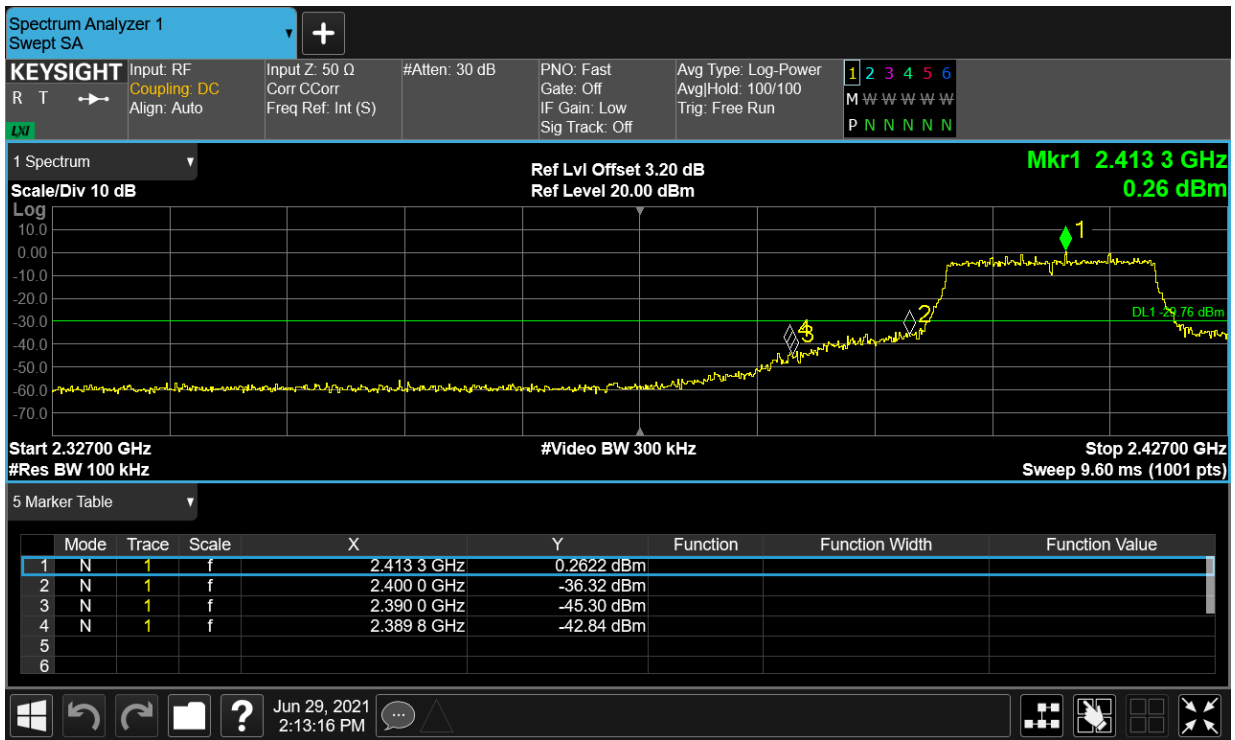 Spectrum Analyzer 1
Swept SA
+
KEYSIGHT
R T
LXI
Input: RF
Coupling: DC
Align: Auto
Input Z: 50 Ω
Corr CCorr
Freq Ref: Int (S)
#Atten: 30 dB
PNO: Fast
Gate: Off
IF Gain: Low
Sig Track: Off
Avg Type: Log-Power
Avg|Hold: 100/100
Trig: Free Run
1 2 3 4 5 6
M W W W W W
P N N N N N
1 Spectrum
Scale/Div 10 dB
Log
Ref Lvl Offset 3.20 dB
Ref Level 20.00 dBm
Mkr1 2.413 3 GHz
0.26 dBm
10.0
0.00
-10.0
-20.0
-30.0
-40.0
-50.0
-60.0
-70.0
1
2
4
3
DL1 -29.76 dBm
Start 2.32700 GHz
#Res BW 100 kHz
#Video BW 300 kHz
Stop 2.42700 GHz
Sweep 9.60 ms (1001 pts)
5 Marker Table
Mode Trace Scale X Y Function Function Width Function Value
1 N 1 f 2.413 3 GHz 0.2622 dBm
2 N 1 f 2.400 0 GHz -36.32 dBm
3 N 1 f 2.390 0 GHz -45.30 dBm
4 N 1 f 2.389 8 GHz -42.84 dBm
5
6
?
Jun 29, 2021
2:13:16 PM